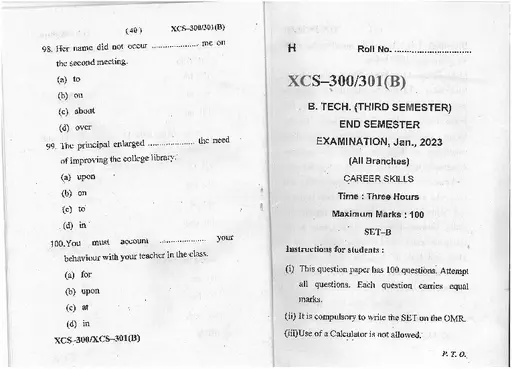 ( 40 ) XCS–300/301(B)
98. Her name did not occur .................... me on
the second meeting.
(a) to
(b) on
(c) about
(d) over
99. The principal enlarged .................... the need
of improving the college library.
(a) upon
(b) on
(c) to
(d) in
100.You must account .................... your
behaviour with your teacher in the class.
(a) for
(b) upon
(c) at
(d) in
XCS–300/XCS–301(B)
H Roll No. ..............................
XCS–300/301(B)
B. TECH. (THIRD SEMESTER)
END SEMESTER
EXAMINATION, Jan., 2023
(All Branches)
CAREER SKILLS
Time : Three Hours
Maximum Marks : 100
SET–B
Instructions for students :
(i) This question paper has 100 questions. Attempt
all questions. Each question carries equal
marks.
(ii) It is compulsory to write the SET on the OMR.
(iii)Use of a Calculator is not allowed.
P. T. O.